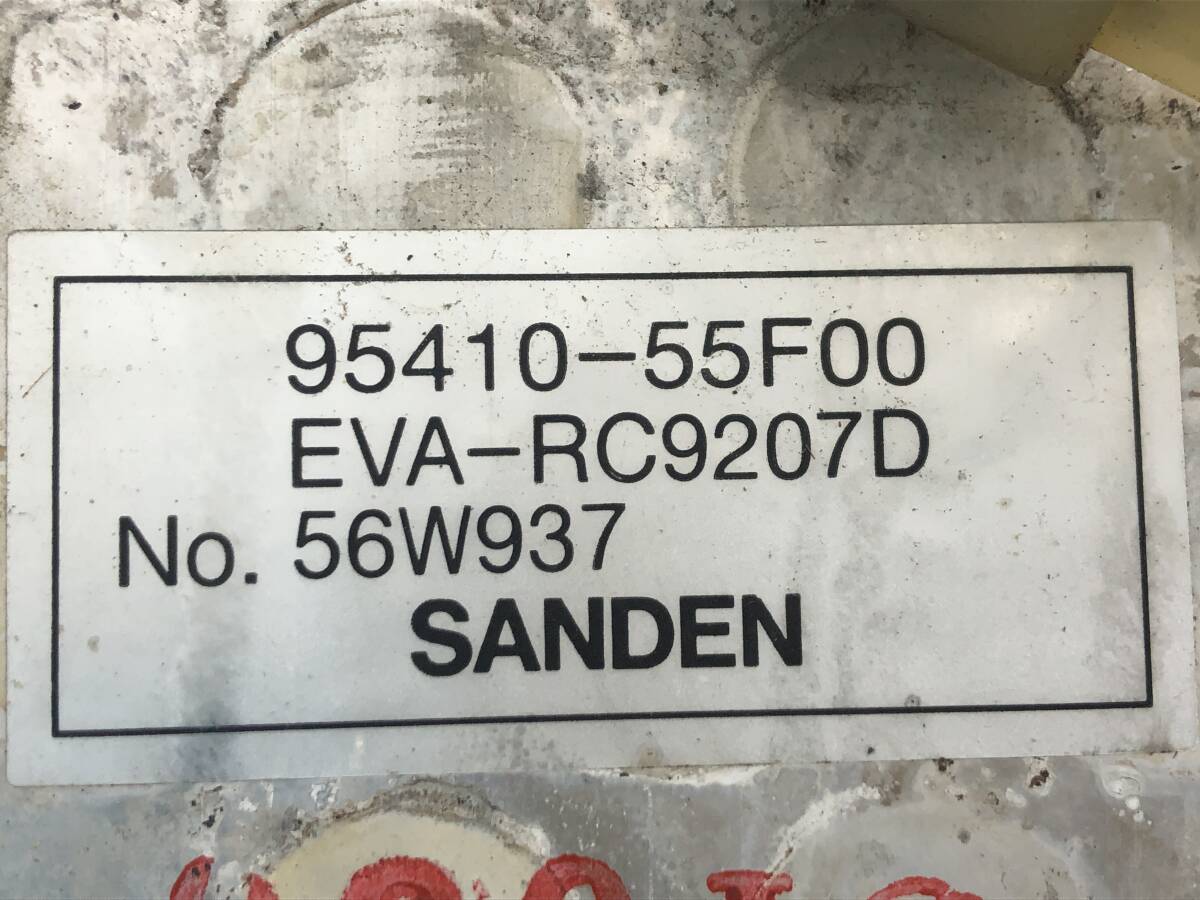 95410-55F00
EVA-RC9207D
No. 56W937
SANDEN